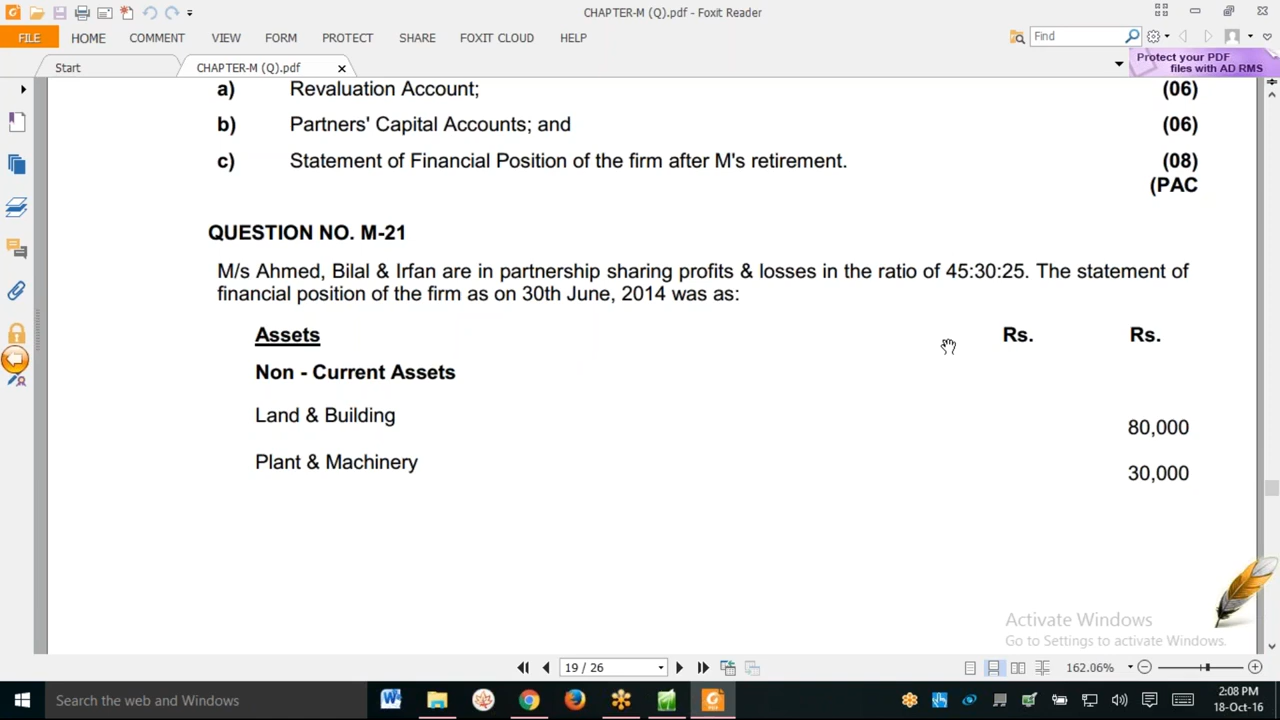 CHAPTER-M (Q).pdf - Foxit Reader
FILE HOME COMMENT VIEW FORM PROTECT SHARE FOXIT CLOUD HELP Find
Start CHAPTER-M (Q).pdf
Protect your PDF
files with AD RMS
a) Revaluation Account; (06)
b) Partners' Capital Accounts; and (06)
c) Statement of Financial Position of the firm after M's retirement. (08)
(PAC
QUESTION NO. M-21
M/s Ahmed, Bilal & Irfan are in partnership sharing profits & losses in the ratio of 45:30:25. The statement of
financial position of the firm as on 30th June, 2014 was as:
Assets Rs. Rs.
Non - Current Assets
Land & Building 80,000
Plant & Machinery 30,000
Activate Windows
Go to Settings to activate Windows.
19 / 26 162.06%
Search the web and Windows
2:08 PM
18-Oct-16